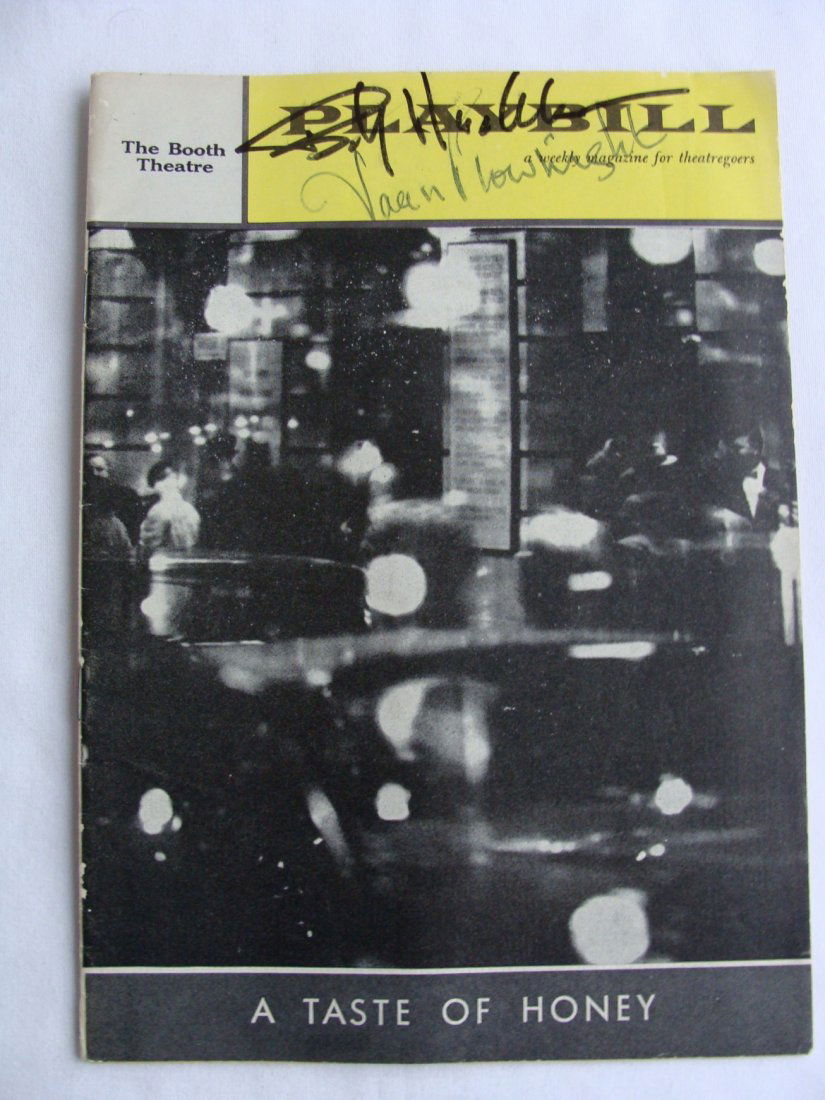 The Booth
Theatre
PLAYBILL
a weekly magazine for theatregoers
Joan Plowright
A TASTE OF HONEY